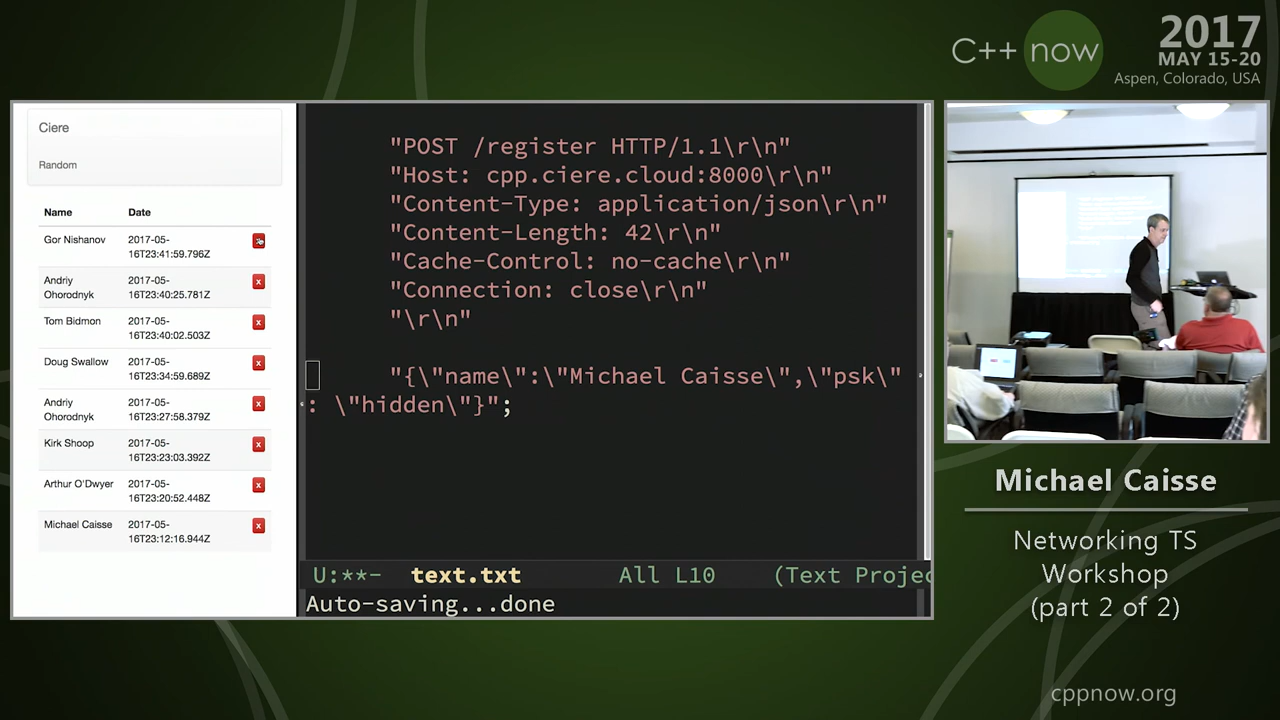 C++ now
2017
MAY 15-20
Aspen, Colorado, USA
Ciere
Random
Name Date
Gor Nishanov 2017-05-
16T23:41:59.796Z
x
Andriy 2017-05-
Ohorodnyk 16T23:40:25.781Z
x
Tom Bidmon 2017-05-
16T23:40:02.503Z
x
Doug Swallow 2017-05-
16T23:34:59.689Z
x
Andriy 2017-05-
Ohorodnyk 16T23:27:58.379Z
x
Kirk Shoop 2017-05-
16T23:23:03.392Z
x
Arthur O'Dwyer 2017-05-
16T23:20:52.448Z
x
Michael Caisse 2017-05-
16T23:12:16.944Z
x
"POST /register HTTP/1.1\r\n"
"Host: cpp.ciere.cloud:8000\r\n"
"Content-Type: application/json\r\n"
"Content-Length: 42\r\n"
"Cache-Control: no-cache\r\n"
"Connection: close\r\n"
"\r\n"
"{\"name\":\"Michael Caisse\",\"psk\"
: \"hidden\"}";
U:**- text.txt All L10 (Text Projec
Auto-saving...done
Michael Caisse
Networking TS
Workshop
(part 2 of 2)
cppnow.org